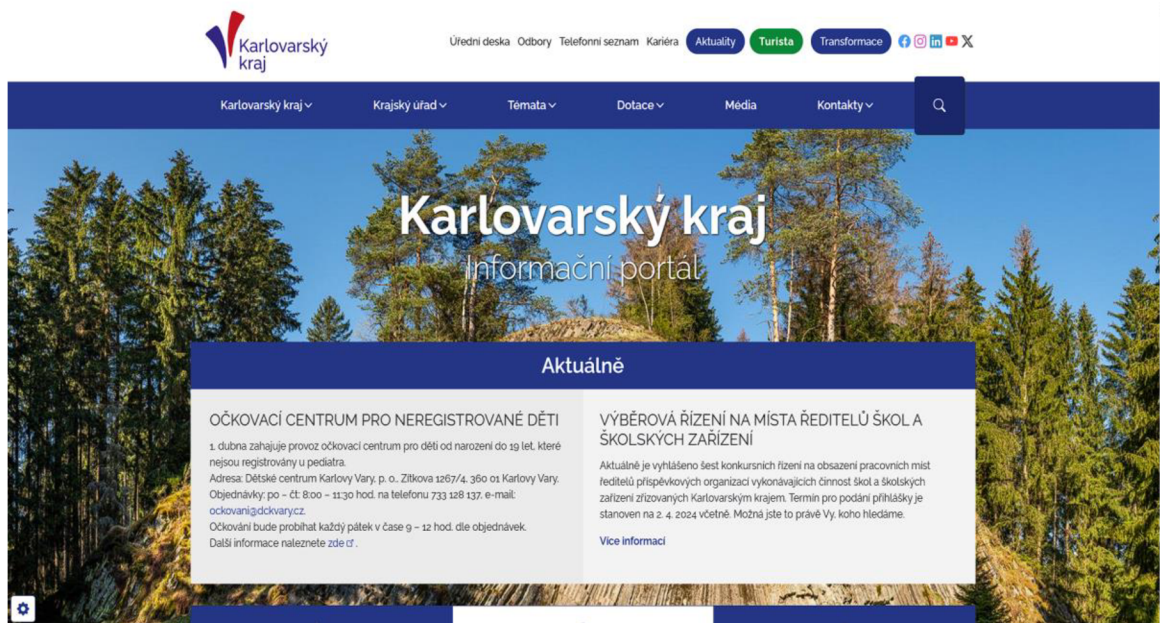 Karlovarský
kraj
Úřední deska Odbory Telefonní seznam Kariéra Aktuality Turista Transformace
Karlovarský kraj Krajský úřad Témata Dotace Média Kontakty
Karlovarský kraj
Informační portál
Aktuálně
OČKOVACÍ CENTRUM PRO NEREGISTROVANÉ DĚTI
1. dubna zahajuje provoz očkovací centrum pro děti od narození do 19 let, které
nejsou registrovány u pediatra.
Adresa: Dětské centrum Karlovy Vary, p. o., Zítkova 1267/4, 360 01 Karlovy Vary.
Objednávky: po – čt: 8:00 – 11:30 hod. na telefonu 733 128 137, e-mail:
ockovani@dckvary.cz.
Očkování bude probíhat každý pátek v čase 9 – 12 hod. dle objednávek.
Další informace naleznete zde .
VÝBĚROVÁ ŘÍZENÍ NA MÍSTA ŘEDITELŮ ŠKOL A
ŠKOLSKÝCH ZAŘÍZENÍ
Aktuálně je vyhlášeno šest konkursních řízení na obsazení pracovních míst
ředitelů příspěvkových organizací vykonávajících činnost škol a školských
zařízení zřizovaných Karlovarským krajem. Termín pro podání přihlášky je
stanoven na 2. 4. 2024 včetně. Možná jste to právě Vy, koho hledáme.
Více informací